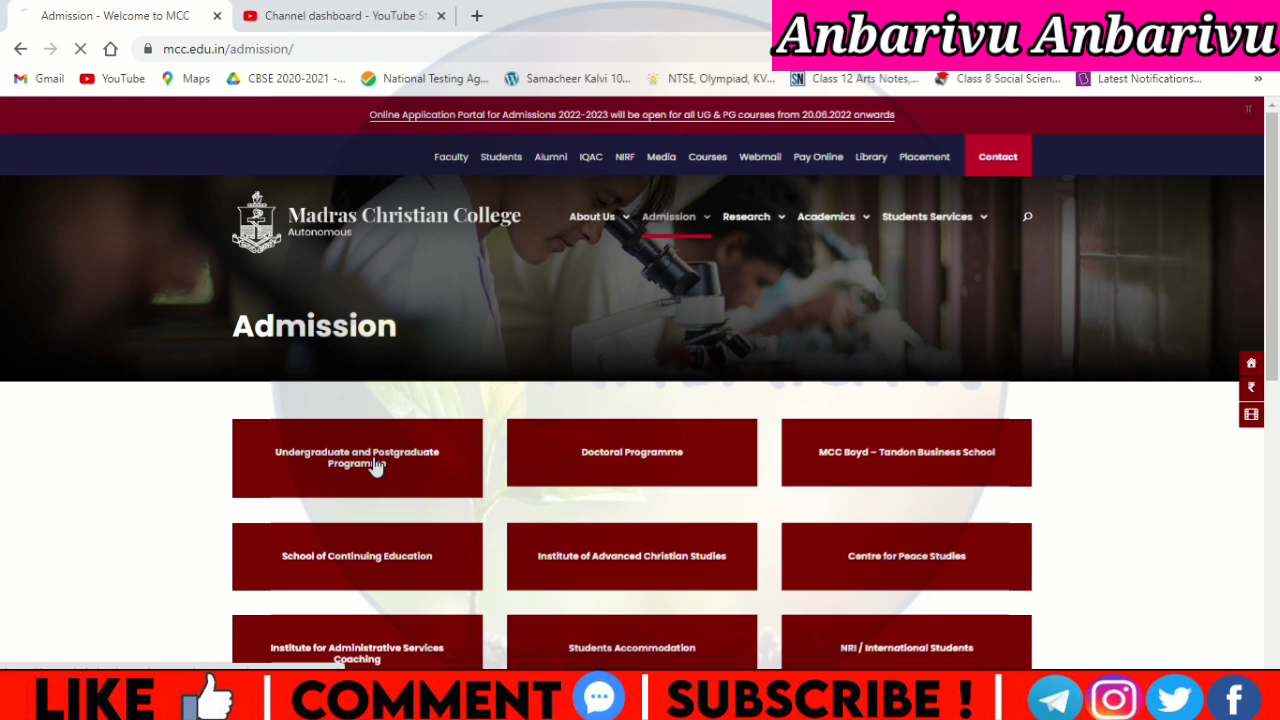 Admission - Welcome to MCC
Channel dashboard - YouTube St
Anbarivu Anbarivu
mcc.edu.in/admission/
Gmail YouTube Maps CBSE 2020-2021 -... National Testing Ag... Samacheer Kalvi 10... NTSE, Olympiad, KV... SN Class 12 Arts Notes,... Class 8 Social Scien... Latest Notifications... »
Online Application Portal for Admissions 2022-2023 will be open for all UG & PG courses from 20.06.2022 onwards
Faculty Students Alumni IQAC NIRF Media Courses Webmail Pay Online Library Placement Contact
Madras Christian College
Autonomous
About Us Admission Research Academics Students Services
Admission
₹
Undergraduate and Postgraduate
Programme
Doctoral Programme
MCC Boyd – Tandon Business School
School of Continuing Education
Institute of Advanced Christian Studies
Centre for Peace Studies
Institute for Administrative Services
Coaching
Students Accommodation
NRI / International Students
LIKE | COMMENT | SUBSCRIBE ! |